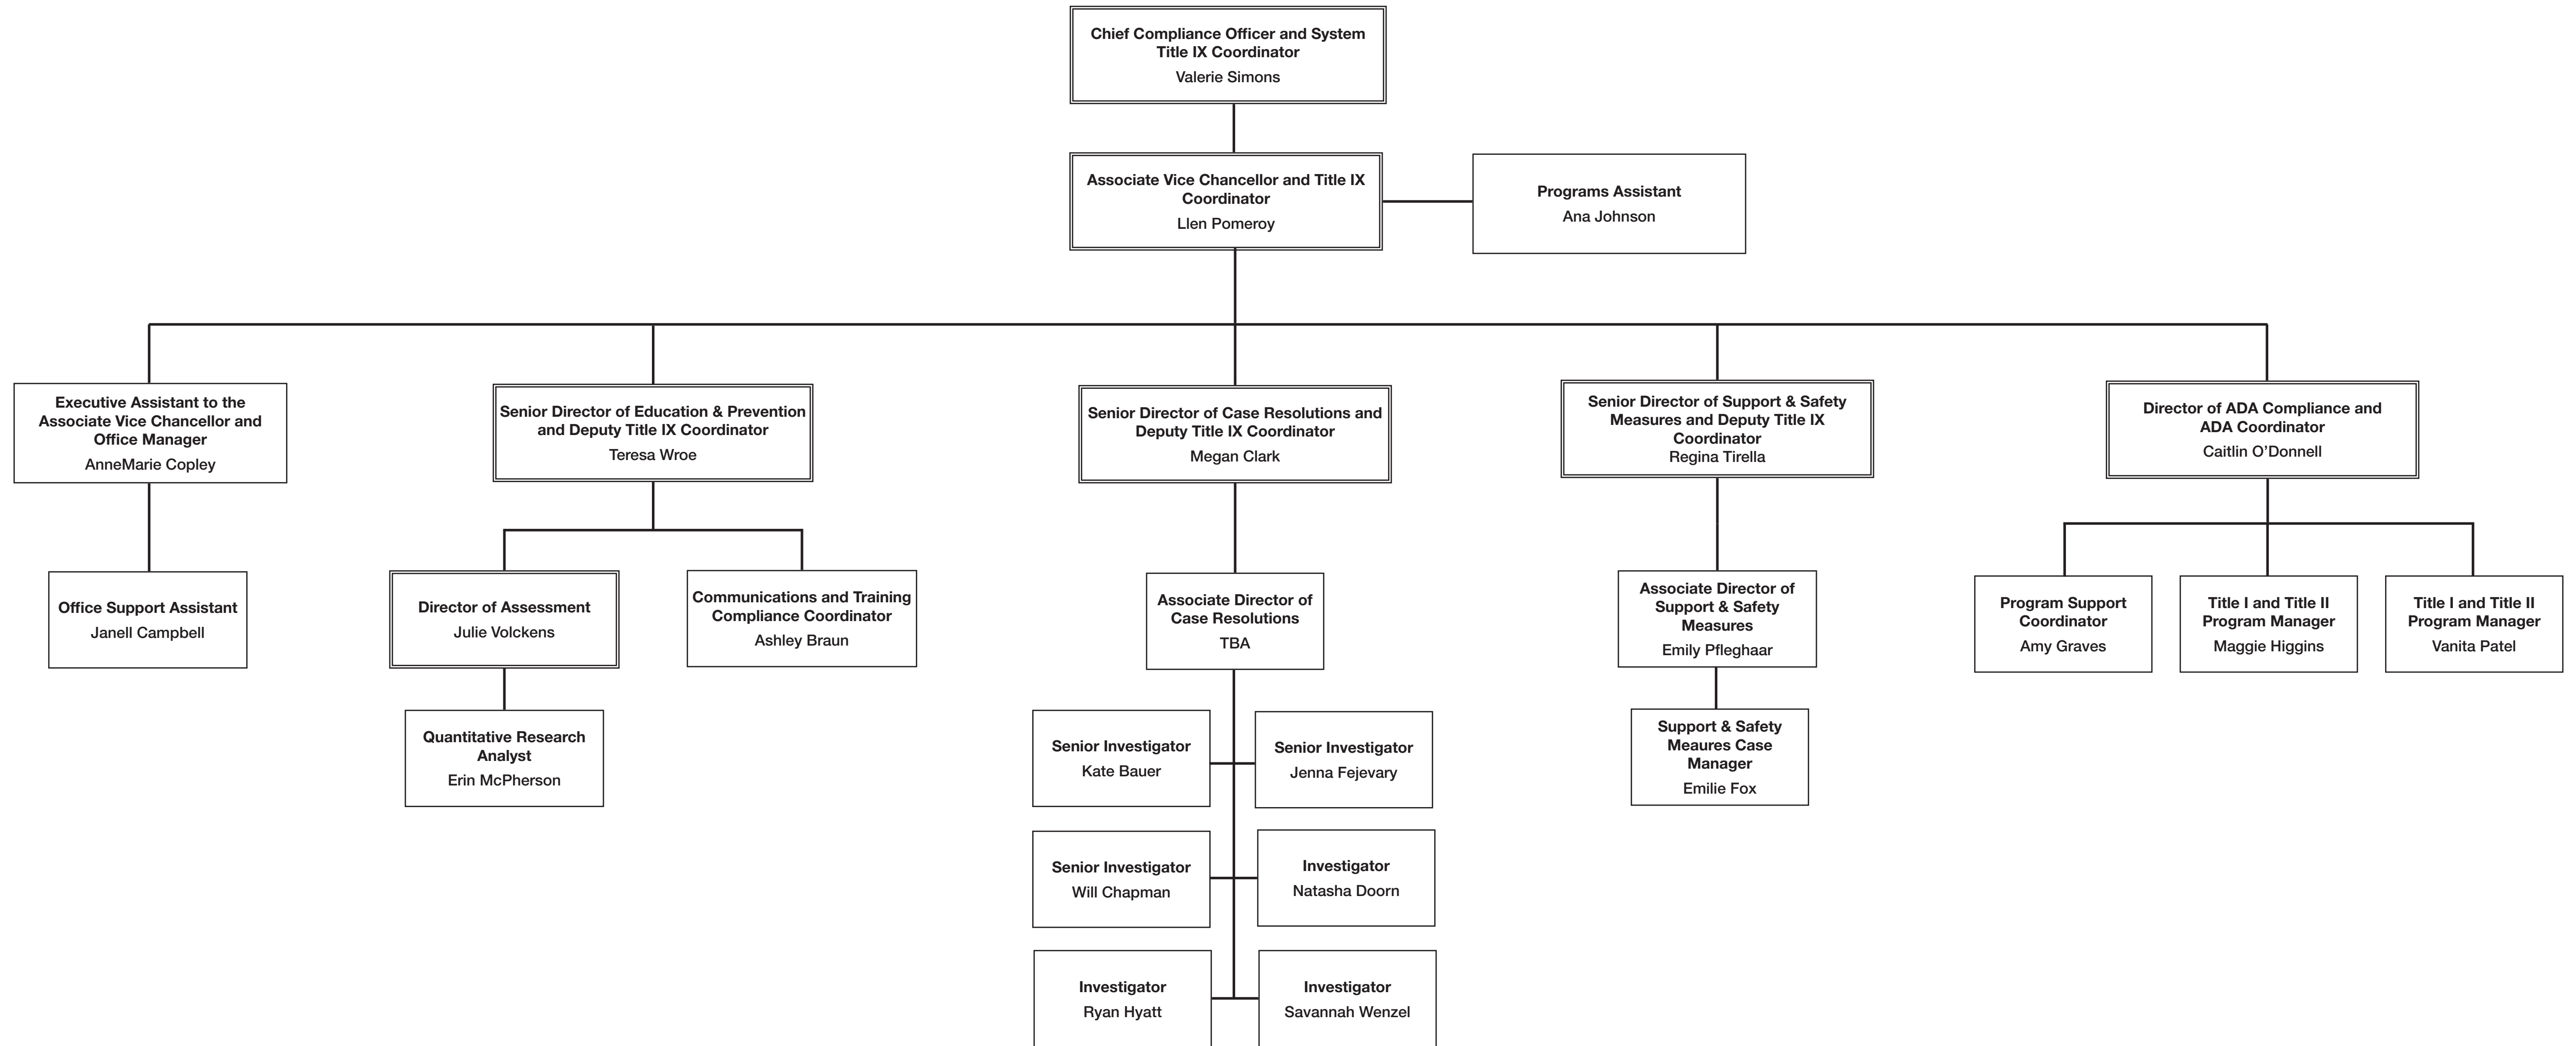 Chief Compliance Officer and System
Title IX Coordinator
Valerie Simons
Associate Vice Chancellor and Title IX
Coordinator
Llen Pomeroy
Programs Assistant
Ana Johnson
Executive Assistant to the
Associate Vice Chancellor and
Office Manager
AnneMarie Copley
Senior Director of Education & Prevention
and Deputy Title IX Coordinator
Teresa Wroe
Senior Director of Case Resolutions and
Deputy Title IX Coordinator
Megan Clark
Senior Director of Support & Safety
Measures and Deputy Title IX
Coordinator
Regina Tirella
Director of ADA Compliance and
ADA Coordinator
Caitlin O’Donnell
Office Support Assistant
Janell Campbell
Director of Assessment
Julie Volckens
Communications and Training
Compliance Coordinator
Ashley Braun
Associate Director of
Case Resolutions
TBA
Associate Director of
Support & Safety
Measures
Emily Pfleghaar
Program Support
Coordinator
Amy Graves
Title I and Title II
Program Manager
Maggie Higgins
Title I and Title II
Program Manager
Vanita Patel
Quantitative Research
Analyst
Erin McPherson
Senior Investigator
Kate Bauer
Senior Investigator
Jenna Fejevary
Support & Safety
Meaures Case
Manager
Emilie Fox
Senior Investigator
Will Chapman
Investigator
Natasha Doorn
Investigator
Ryan Hyatt
Investigator
Savannah Wenzel